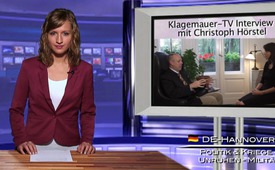 Klagemauer-TV Interview
mit Christoph Hörstel
DE-Hannover
Politik & Kriege
Unruhen - Militä